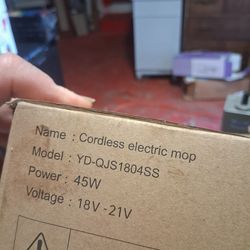 Name : Cordless electric mop
Model : YD-QJS1804SS
Power : 45W
Voltage : 18V -21V